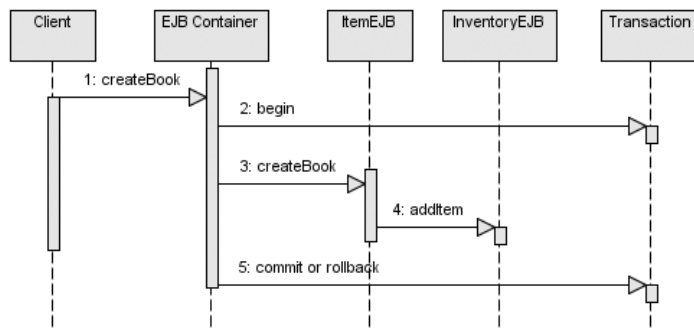 Client
EJB Container
ItemEJB
InventoryEJB
Transaction
1: createBook
2: begin
3: createBook
4: addItem
5: commit or rollback